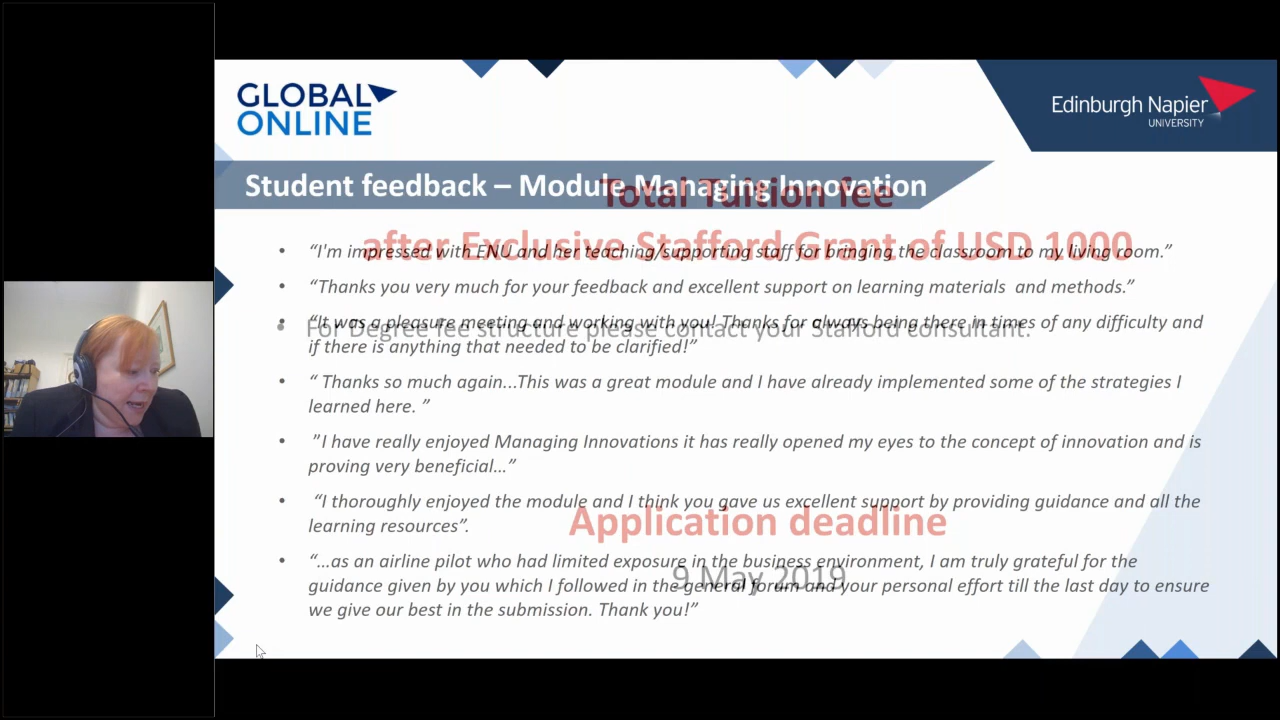 GLOBAL
ONLINE
Edinburgh Napier
UNIVERSITY
Student feedback – Module Managing Innovation
Total Tuition fee
after Exclusive Stafford Grant of USD 1000
• “I'm impressed with ENU and her teaching/supporting staff for bringing the classroom to my living room.”
• “Thanks you very much for your feedback and excellent support on learning materials and methods.”
• “It was a pleasure meeting and working with you! Thanks for always being there in times of any difficulty and
• For Degree fee structure please contact your Stafford consultant.
if there is anything that needed to be clarified!”
• “ Thanks so much again...This was a great module and I have already implemented some of the strategies I
learned here. ”
• ”I have really enjoyed Managing Innovations it has really opened my eyes to the concept of innovation and is
proving very beneficial…”
• “I thoroughly enjoyed the module and I think you gave us excellent support by providing guidance and all the
learning resources”.
Application deadline
• “…as an airline pilot who had limited exposure in the business environment, I am truly grateful for the
9 May 2019
guidance given by you which I followed in the general forum and your personal effort till the last day to ensure
we give our best in the submission. Thank you!”